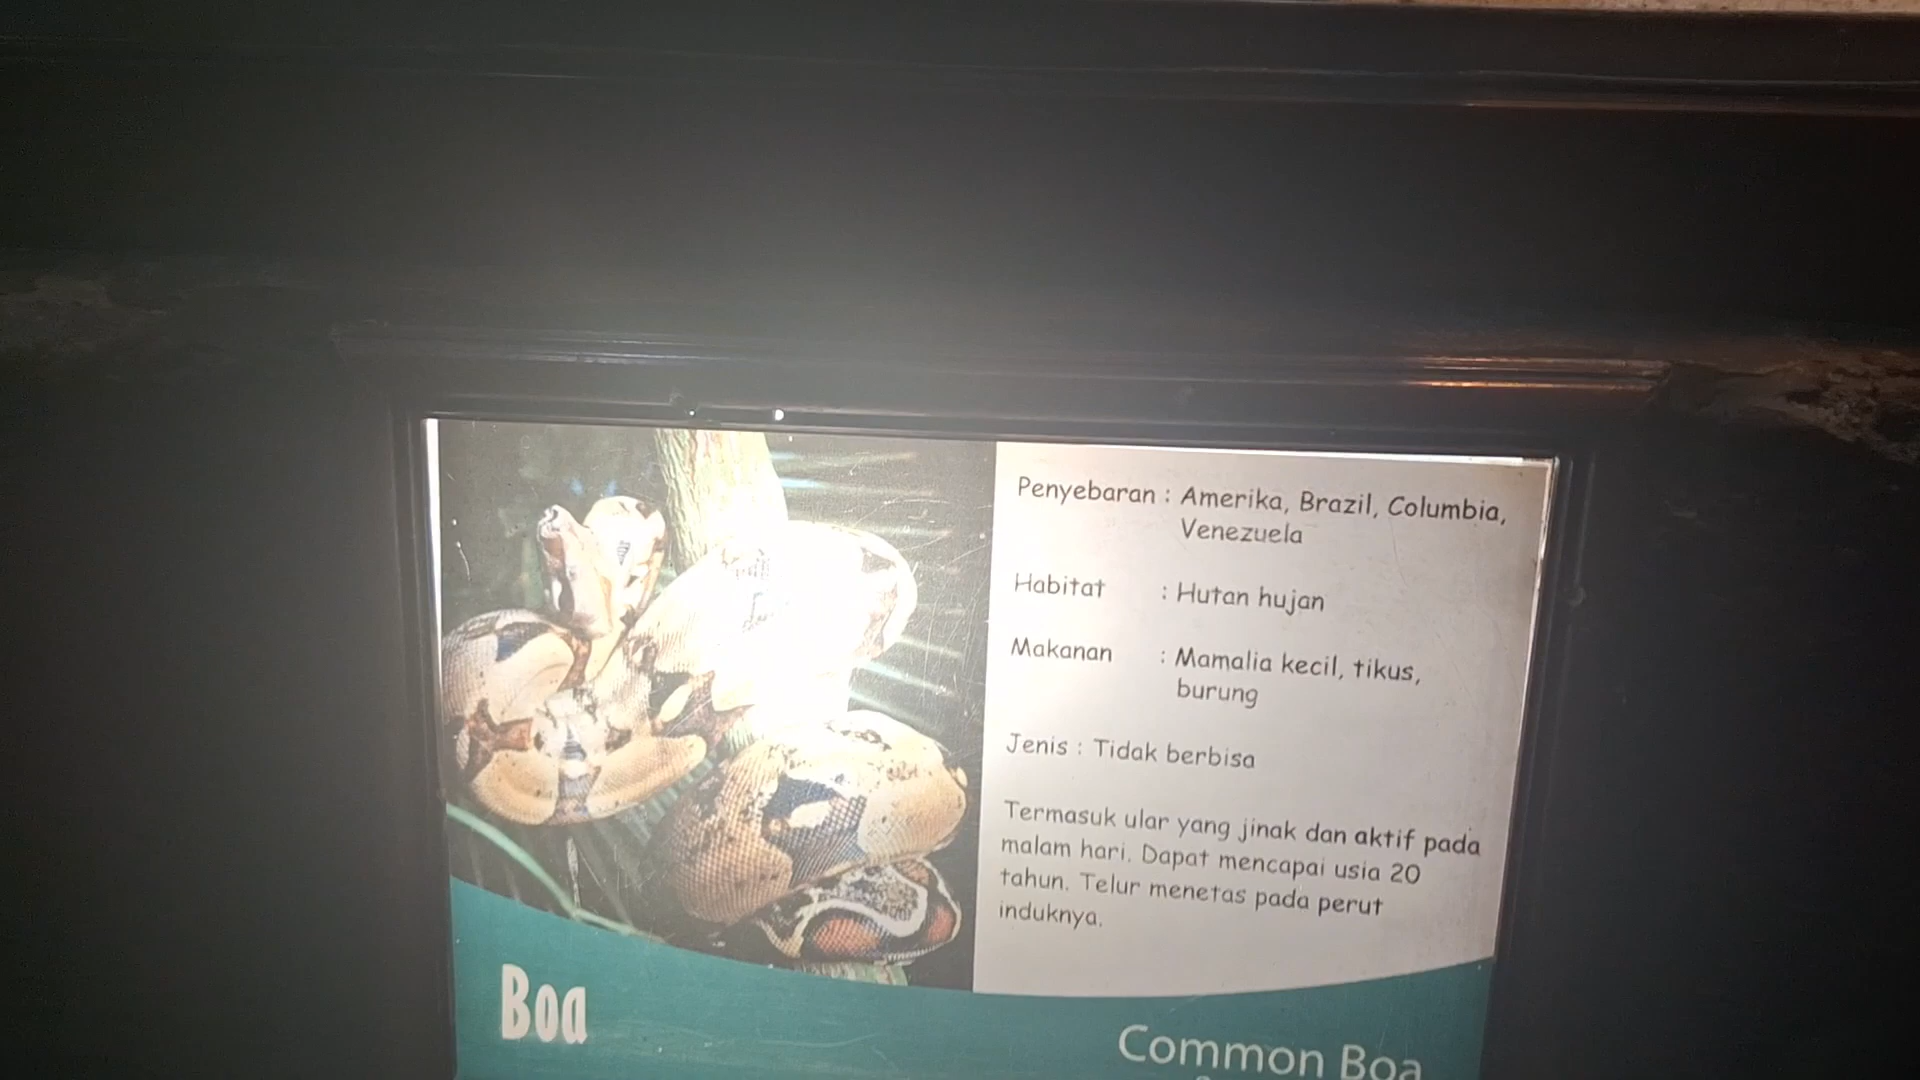 Penyebaran : Amerika, Brazil, Columbia,
Venezuela
Habitat : Hutan hujan
Makanan : Mamalia kecil, tikus,
burung
Jenis : Tidak berbisa
Termasuk ular yang jinak dan aktif pada
malam hari. Dapat mencapai usia 20
tahun. Telur menetas pada perut
induknya.
Boa
Common Boa